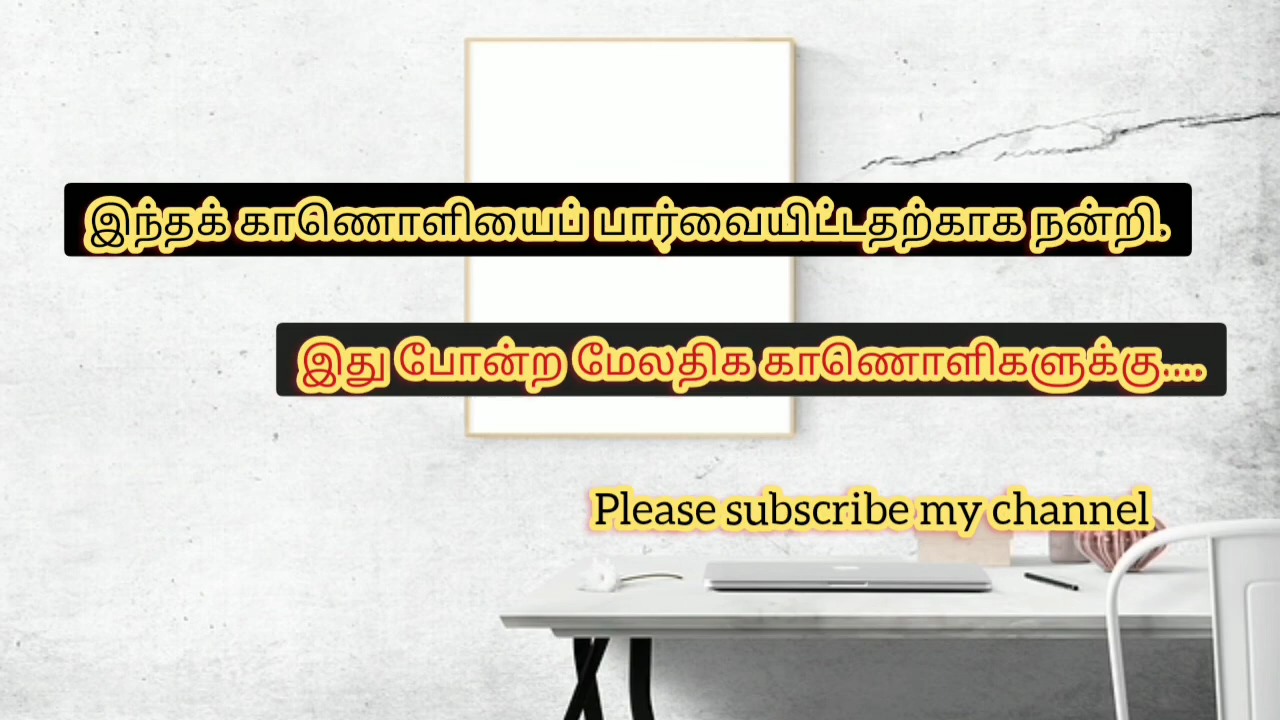 இந்தக் காணொளியைப் பார்வையிட்டதற்காக நன்றி.
இது போன்ற மேலதிக காணொளிகளுக்கு....
Please subscribe my channel